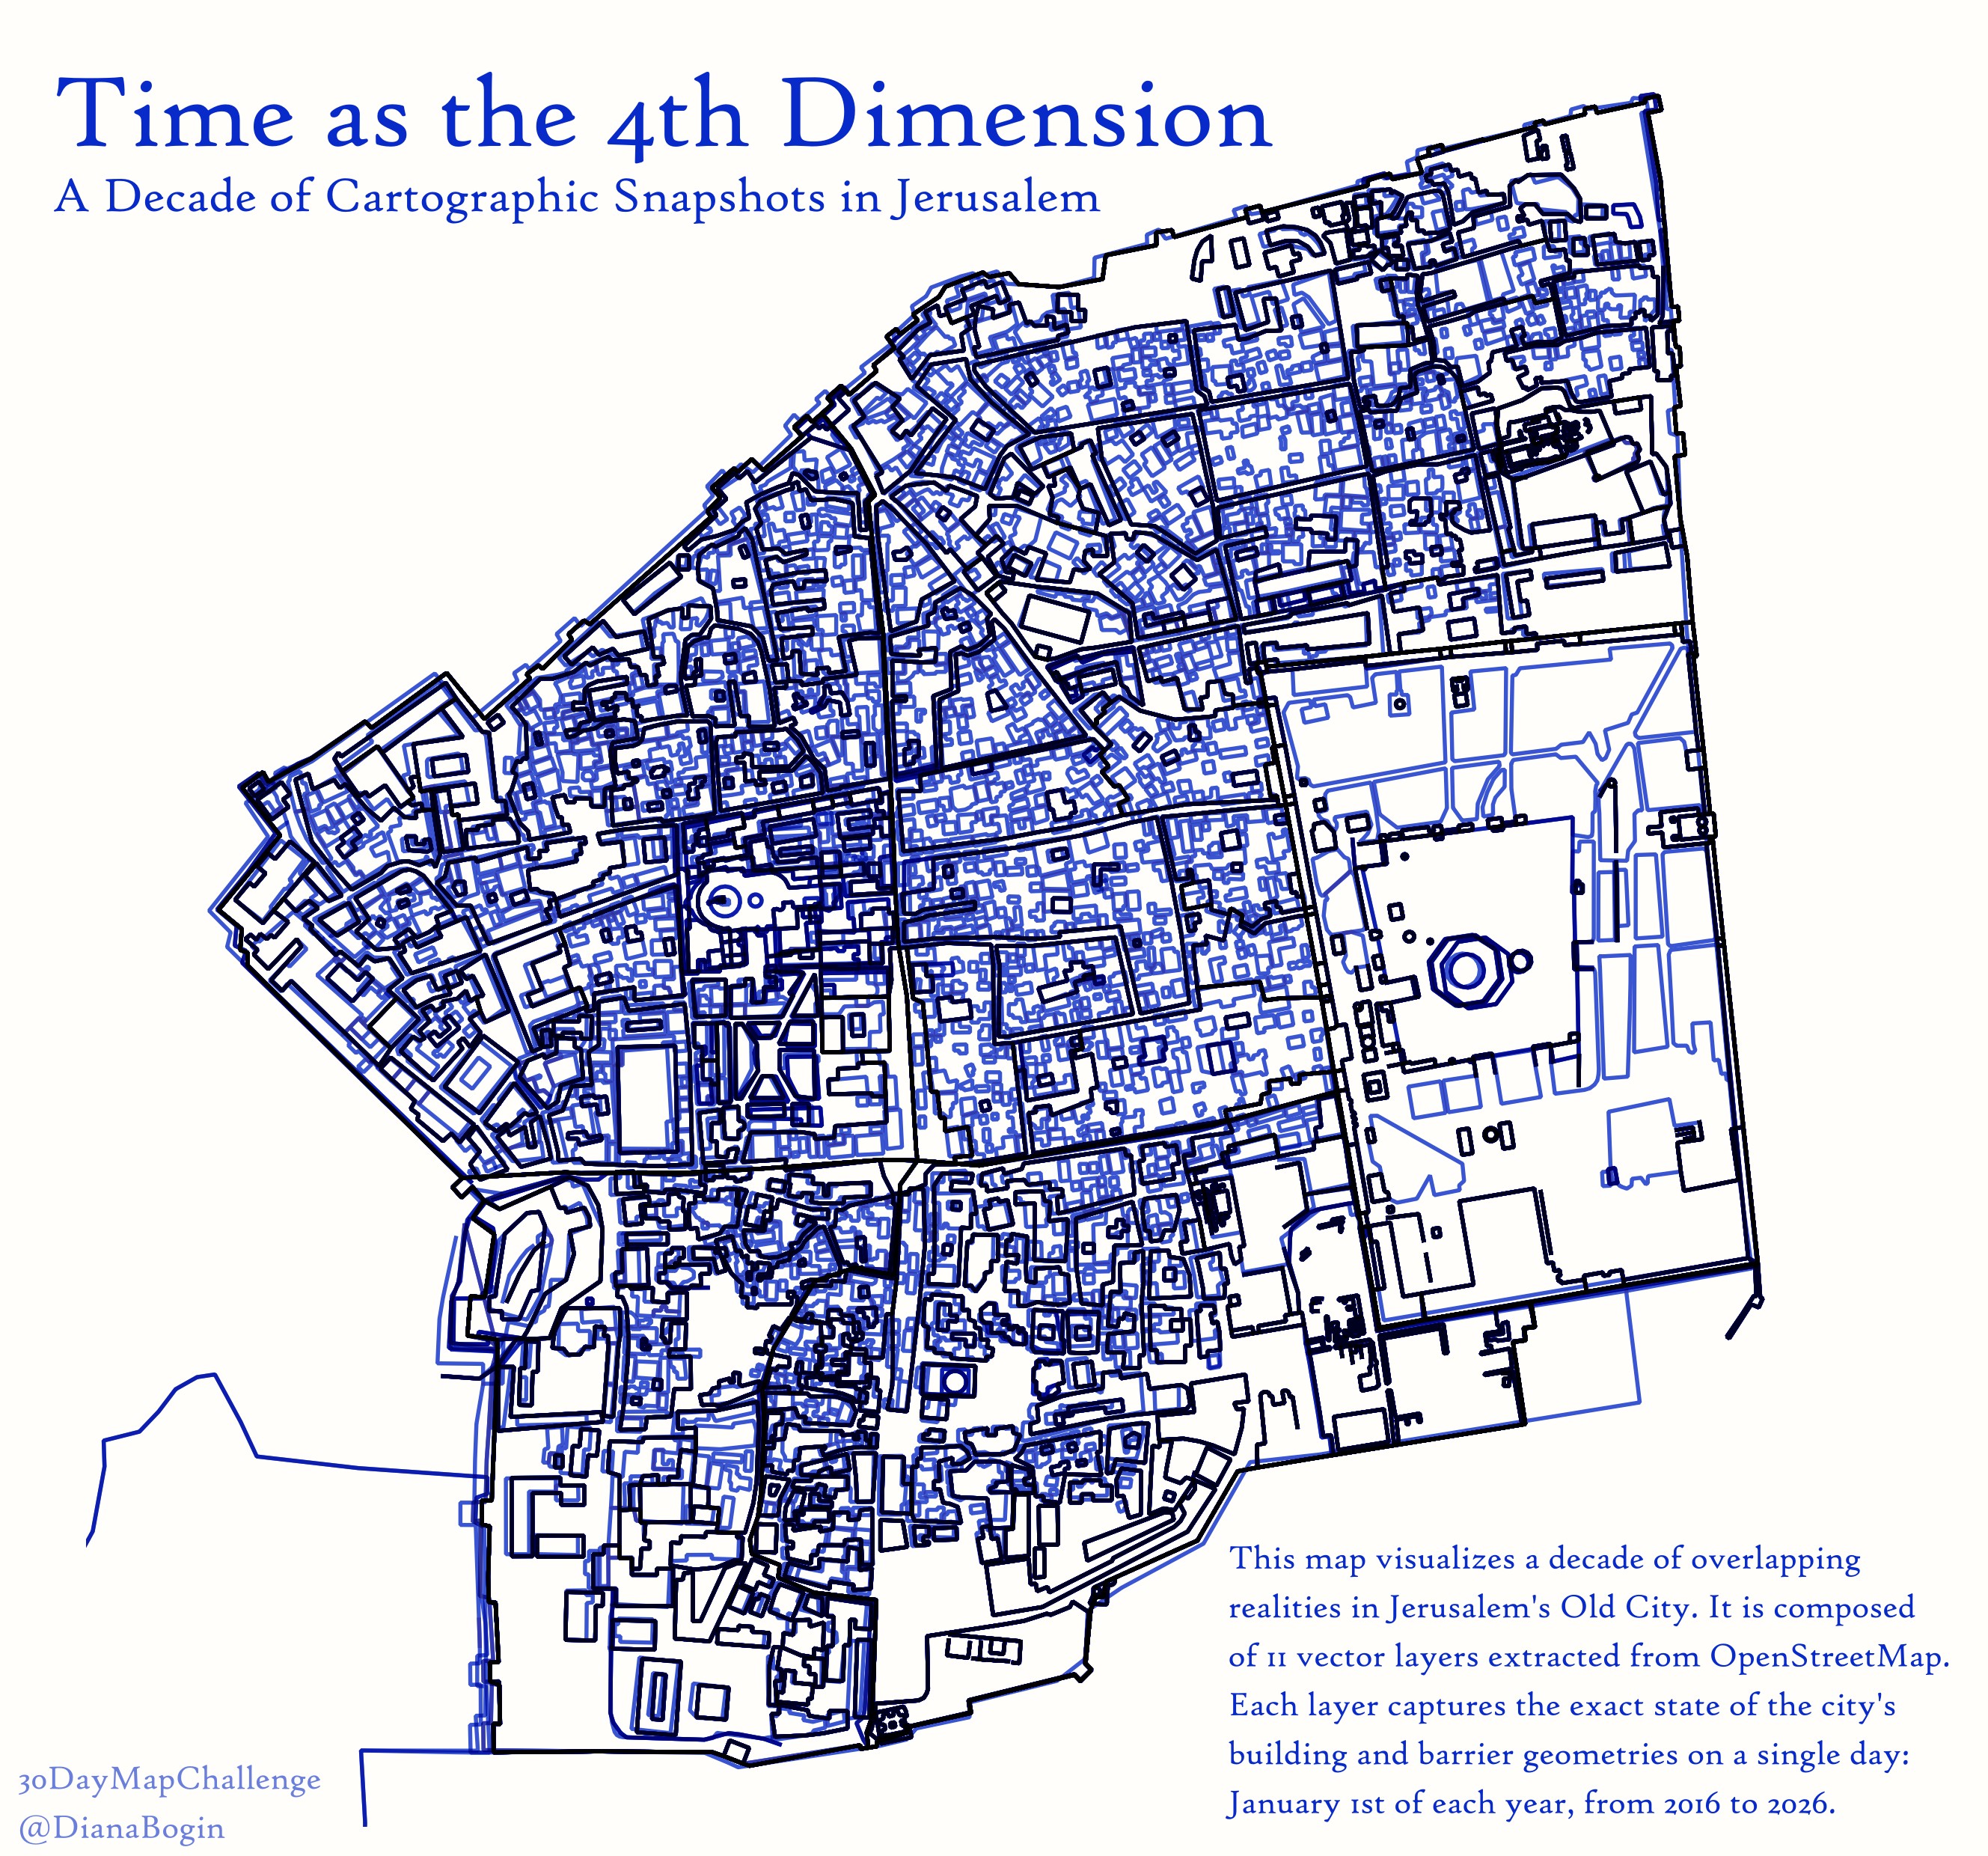 Time as the 4th Dimension
A Decade of Cartographic Snapshots in Jerusalem
This map visualizes a decade of overlapping
realities in Jerusalem's Old City. It is composed
of 11 vector layers extracted from OpenStreetMap.
Each layer captures the exact state of the city's
building and barrier geometries on a single day:
January 1st of each year, from 2016 to 2026.
30DayMapChallenge
@DianaBogin